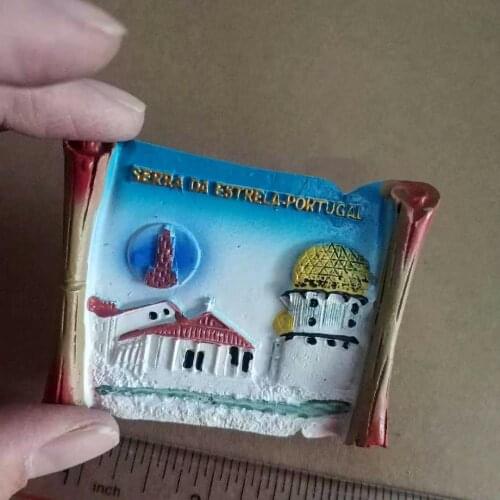 SERRA DA ESTRELA-PORTUGAL
inch